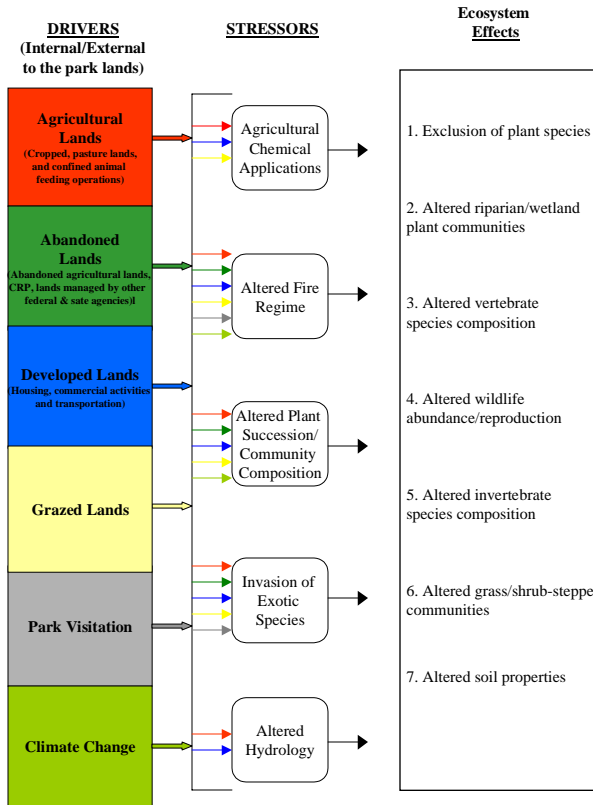 DRIVERS
(Internal/External
to the park lands)
STRESSORS
Ecosystem
Effects
Agricultural
Lands
(Cropped, pasture lands,
and confined animal
feeding operations)
Abandoned
Lands
(Abandoned agricultural lands,
CRP, lands managed by other
federal & sate agencies)l
Developed Lands
(Housing, commercial activities
and transportation)
Grazed Lands
Park Visitation
Climate Change
Agricultural
Chemical
Applications
Altered Fire
Regime
Altered Plant
Succession/
Community
Composition
Invasion of
Exotic
Species
Altered
Hydrology
1. Exclusion of plant species
2. Altered riparian/wetland
plant communities
3. Altered vertebrate
species composition
4. Altered wildlife
abundance/reproduction
5. Altered invertebrate
species composition
6. Altered grass/shrub-steppe
communities
7. Altered soil properties